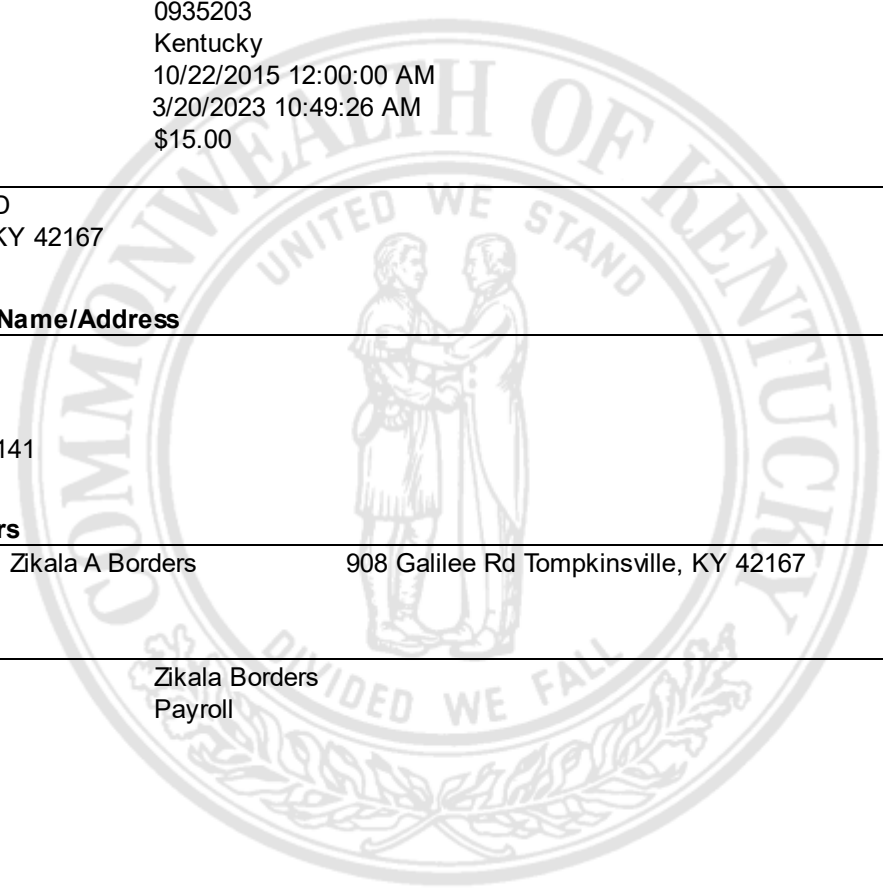 0935203
Kentucky
10/22/2015 12:00:00 AM
3/20/2023 10:49:26 AM
$15.00
COMMONWEALTH OF KENTUCKY
UNITED WE STAND
KY 42167
Name/Address
141
rs
Zikala A Borders 908 Galilee Rd Tompkinsville, KY 42167
DIVIDED WE FALL
Zikala Borders
Payroll